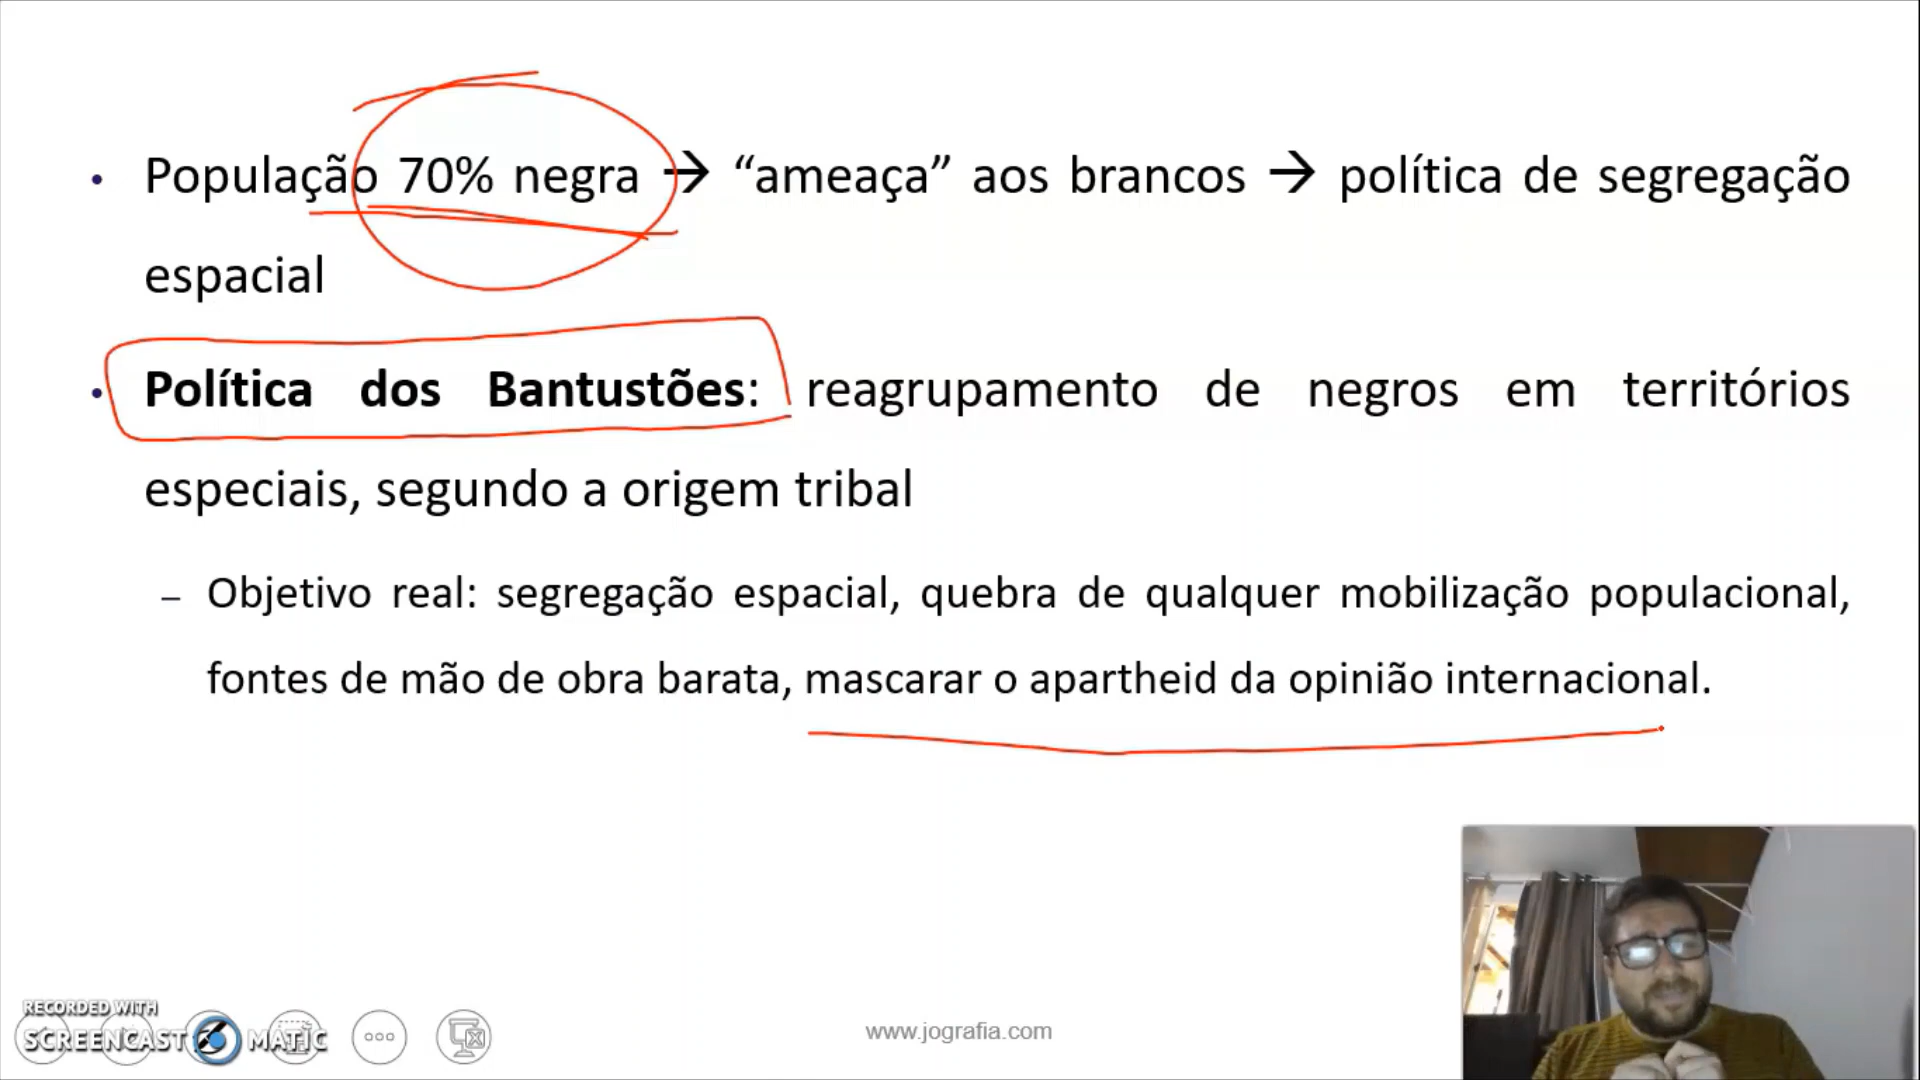 • População 70% negra → “ameaça” aos brancos → política de segregação
espacial
• Política dos Bantustões: reagrupamento de negros em territórios
especiais, segundo a origem tribal
– Objetivo real: segregação espacial, quebra de qualquer mobilização populacional,
fontes de mão de obra barata, mascarar o apartheid da opinião internacional.
RECORDED WITH
SCREENCAST MATIC
www.jografia.com